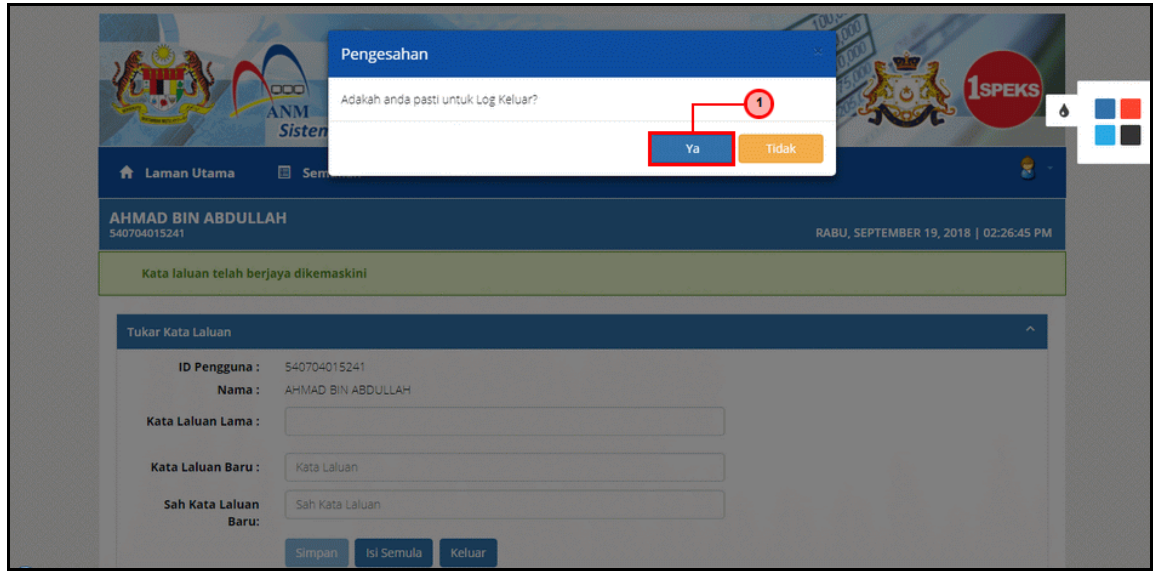 Pengesahan
×
Adakah anda pasti untuk Log Keluar?
1
Ya
Tidak
ANM
Sistem
1SPEKS
Laman Utama
AHMAD BIN ABDULLAH
540704015241
RABU, SEPTEMBER 19, 2018 | 02:26:45 PM
Kata laluan telah berjaya dikemaskini
Tukar Kata Laluan
ID Pengguna : 540704015241
Nama : AHMAD BIN ABDULLAH
Kata Laluan Lama :
Kata Laluan Baru : Kata Laluan
Sah Kata Laluan Sah Kata Laluan
Baru:
Simpan Isi Semula Keluar